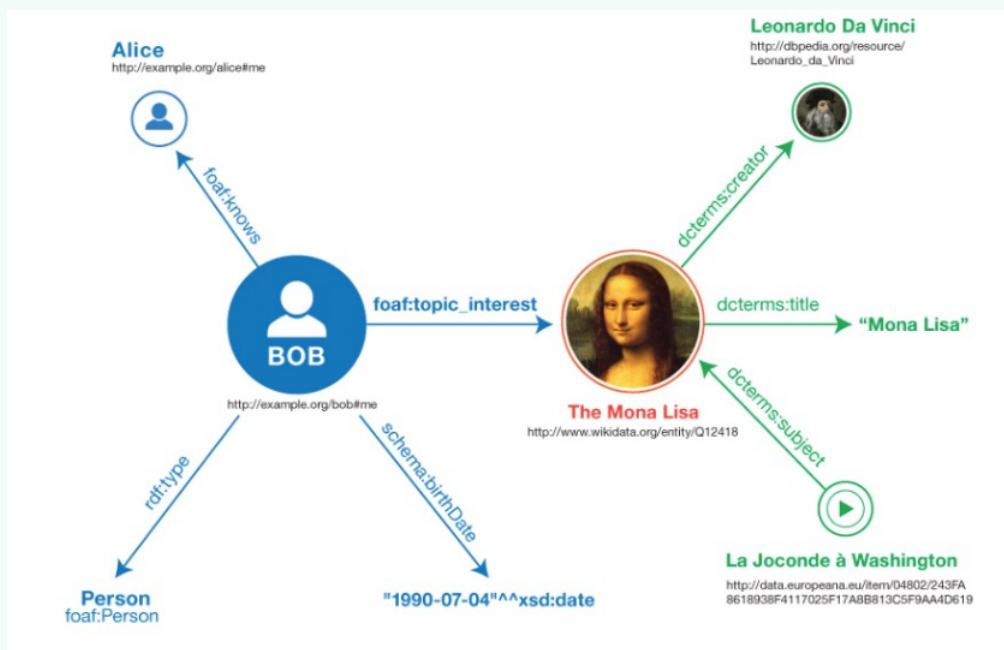 Alice
http://example.org/alice#me
Leonardo Da Vinci
http://dbpedia.org/resource/
Leonardo_da_Vinci
foaf:knows
dcterms:creator
BOB
foaf:topic_interest
dcterms:title
“Mona Lisa”
http://example.org/bob#me
The Mona Lisa
http://www.wikidata.org/entity/Q12418
dcterms:subject
rdf:type
schema:birthDate
La Joconde à Washington
http://data.europeana.eu/item/04802/243FA
8618938F4117025F17A8B813C5F9AA4D619
Person
foaf:Person
"1990-07-04"^^xsd:date